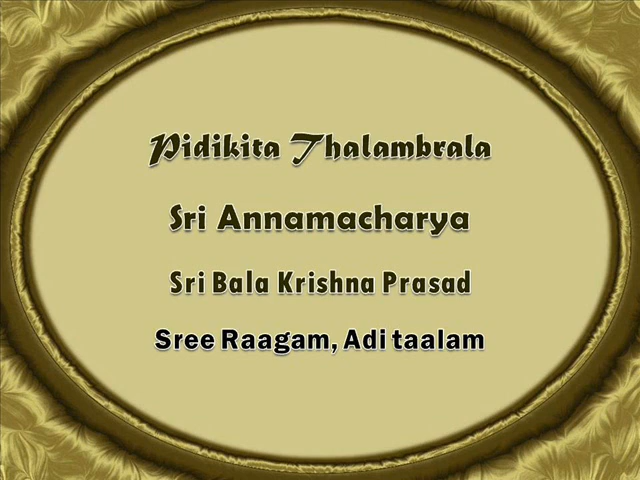 Pidikita Thalambrala
Sri Annamacharya
Sri Bala Krishna Prasad
Sree Raagam, Adi taalam